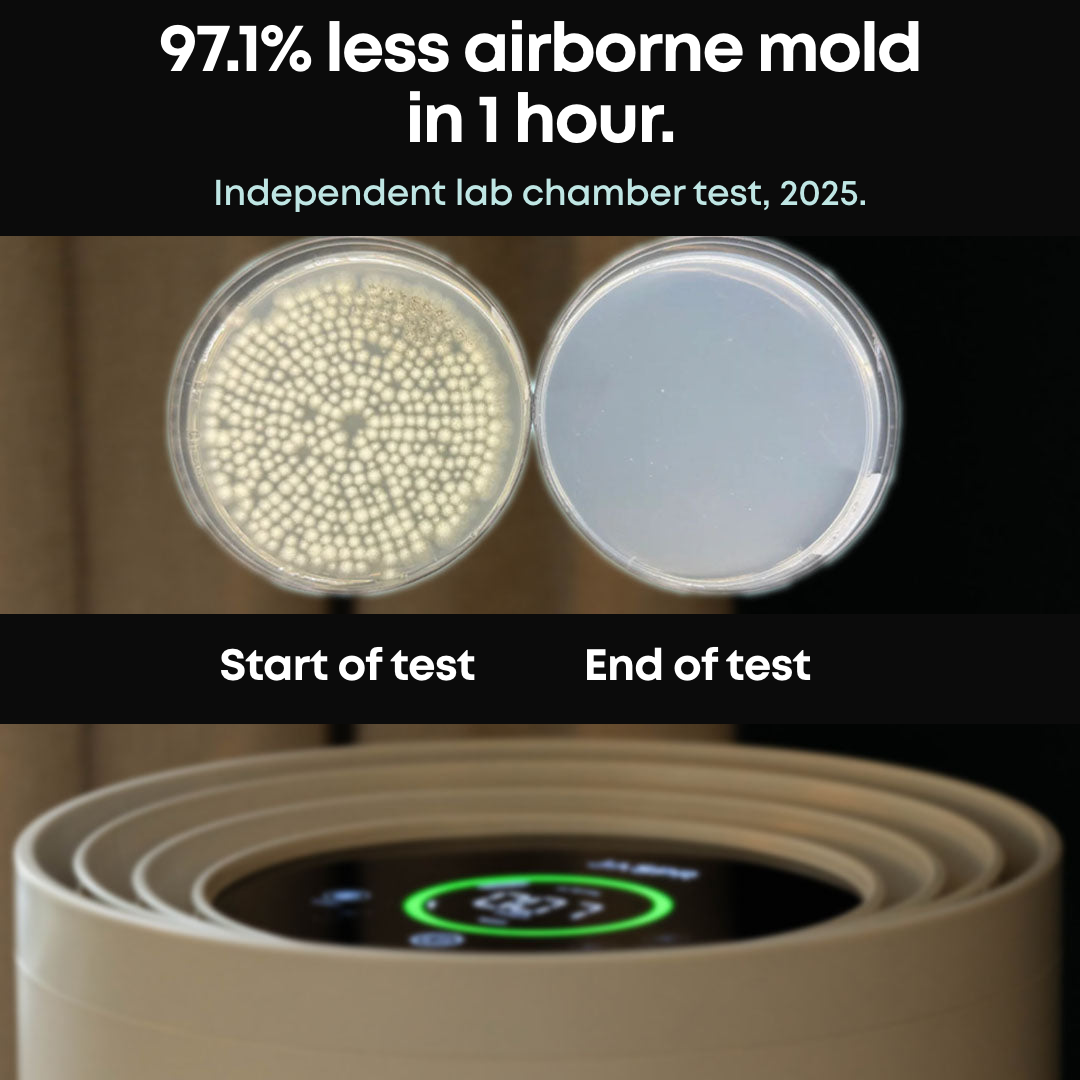 97.1% less airborne mold
in 1 hour.
Independent lab chamber test, 2025.
Start of test
End of test